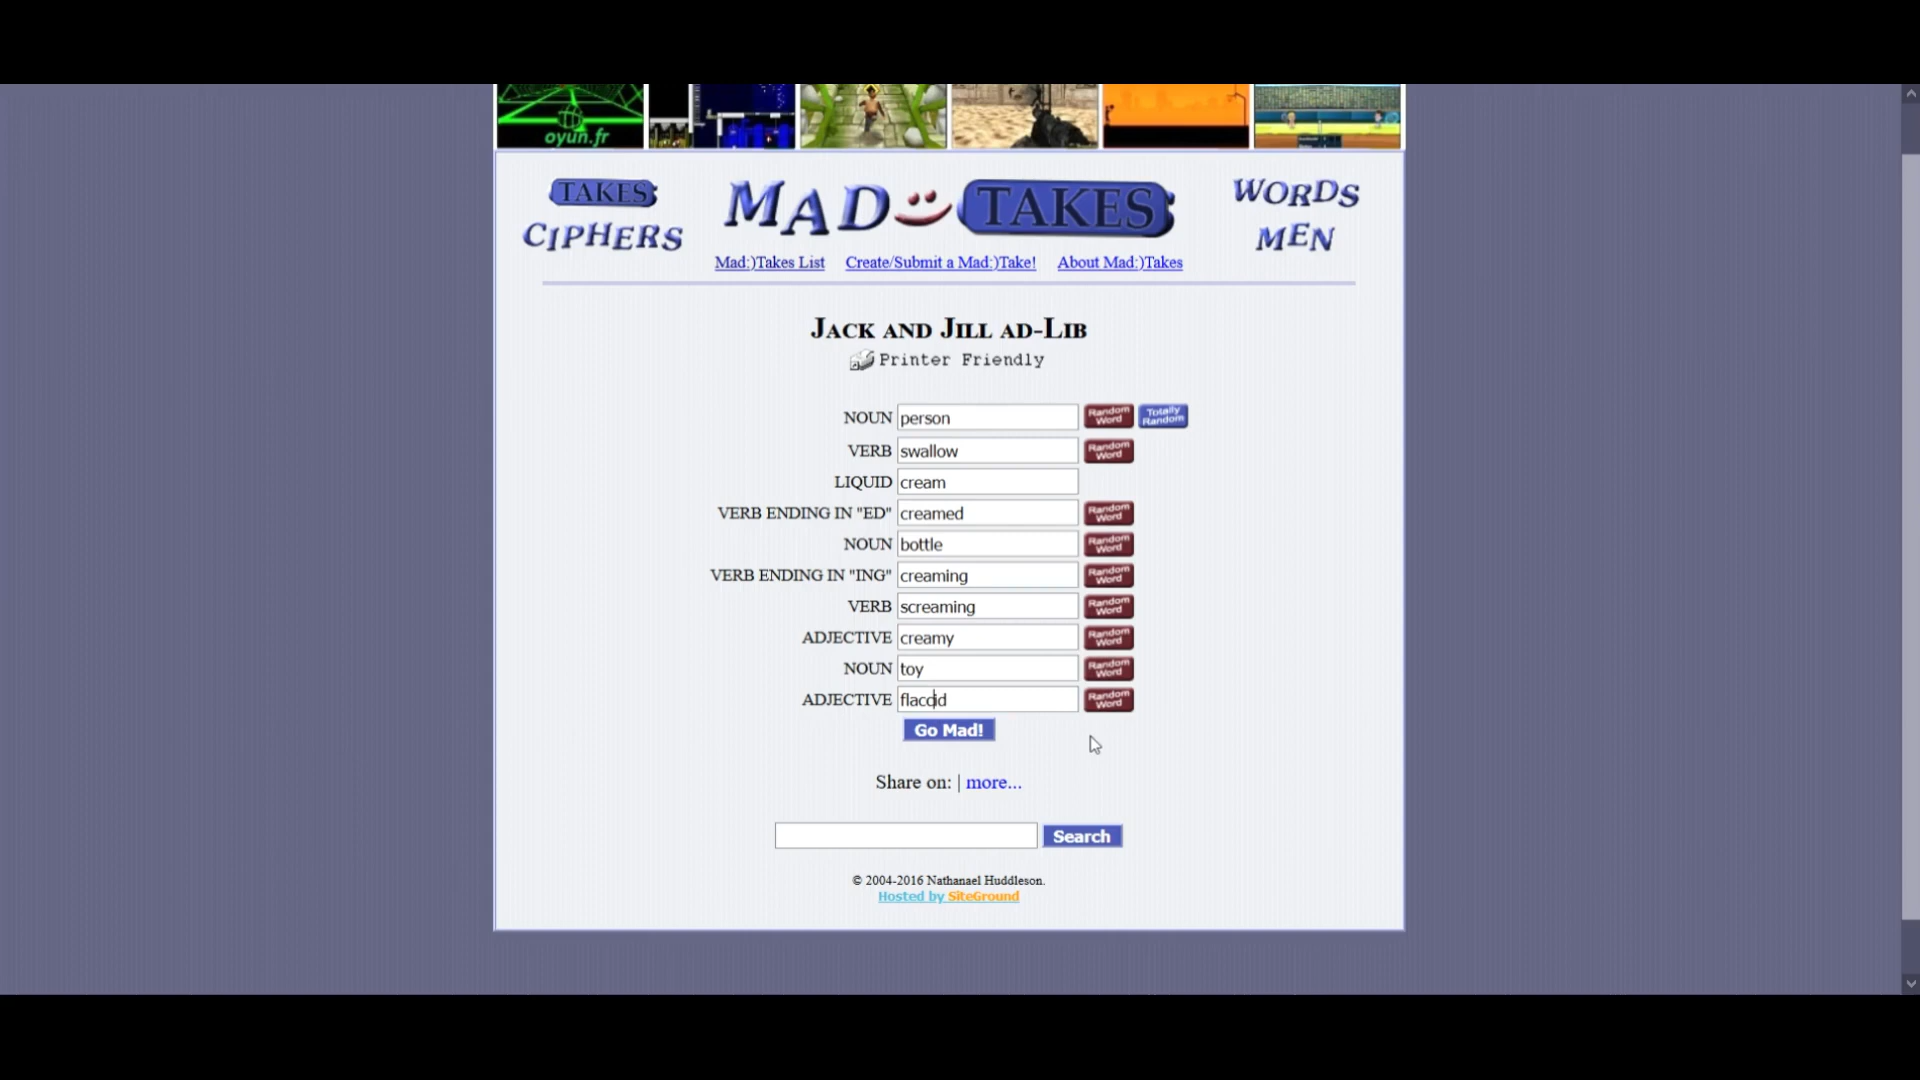 oyun.fr
TAKES
CIPHERS
MAD TAKES
WORDS
MEN
Mad:)Takes List Create/Submit a Mad:)Take! About Mad:)Takes
JACK AND JILL AD-LIB
Printer Friendly
NOUN person Random Word Totally Random
VERB swallow Random Word
LIQUID cream
VERB ENDING IN "ED" creamed Random Word
NOUN bottle Random Word
VERB ENDING IN "ING" creaming Random Word
VERB screaming Random Word
ADJECTIVE creamy Random Word
NOUN toy Random Word
ADJECTIVE flaccid Random Word
Go Mad!
Share on: | more...
Search
© 2004-2016 Nathanael Huddleson.
Hosted by SiteGround